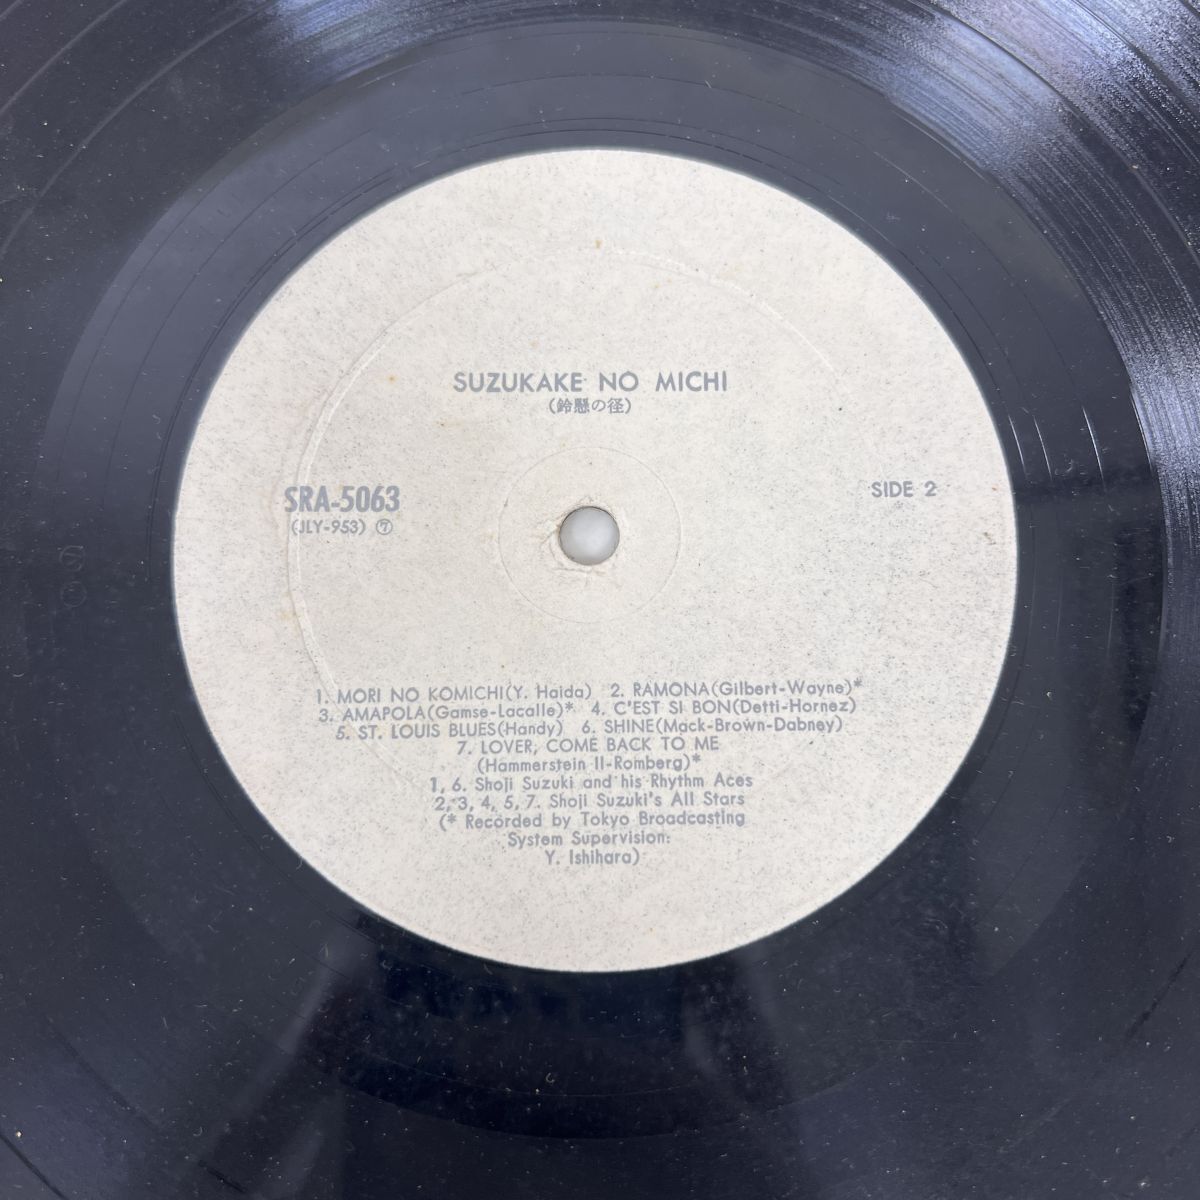 SUZUKAKE NO MICHI
(鈴懸の径)
SRA-5063
SIDE 2
(JLY-953) ⑦
1. MORI NO KOMICHI(Y. Haida) 2. RAMONA(Gilbert-Wayne)*
3. AMAPOLA(Gamse-Lacalle)* 4. C'EST SI BON(Detti-Hornez)
5. ST. LOUIS BLUES(Handy) 6. SHINE(Mack-Brown-Dabney)
7. LOVER, COME BACK TO ME
(Hammerstein II-Romberg)*
1, 6. Shoji Suzuki and his Rhythm Aces
2, 3, 4, 5, 7. Shoji Suzuki's All Stars
(* Recorded by Tokyo Broadcasting
System Supervision:
Y. Ishihara)